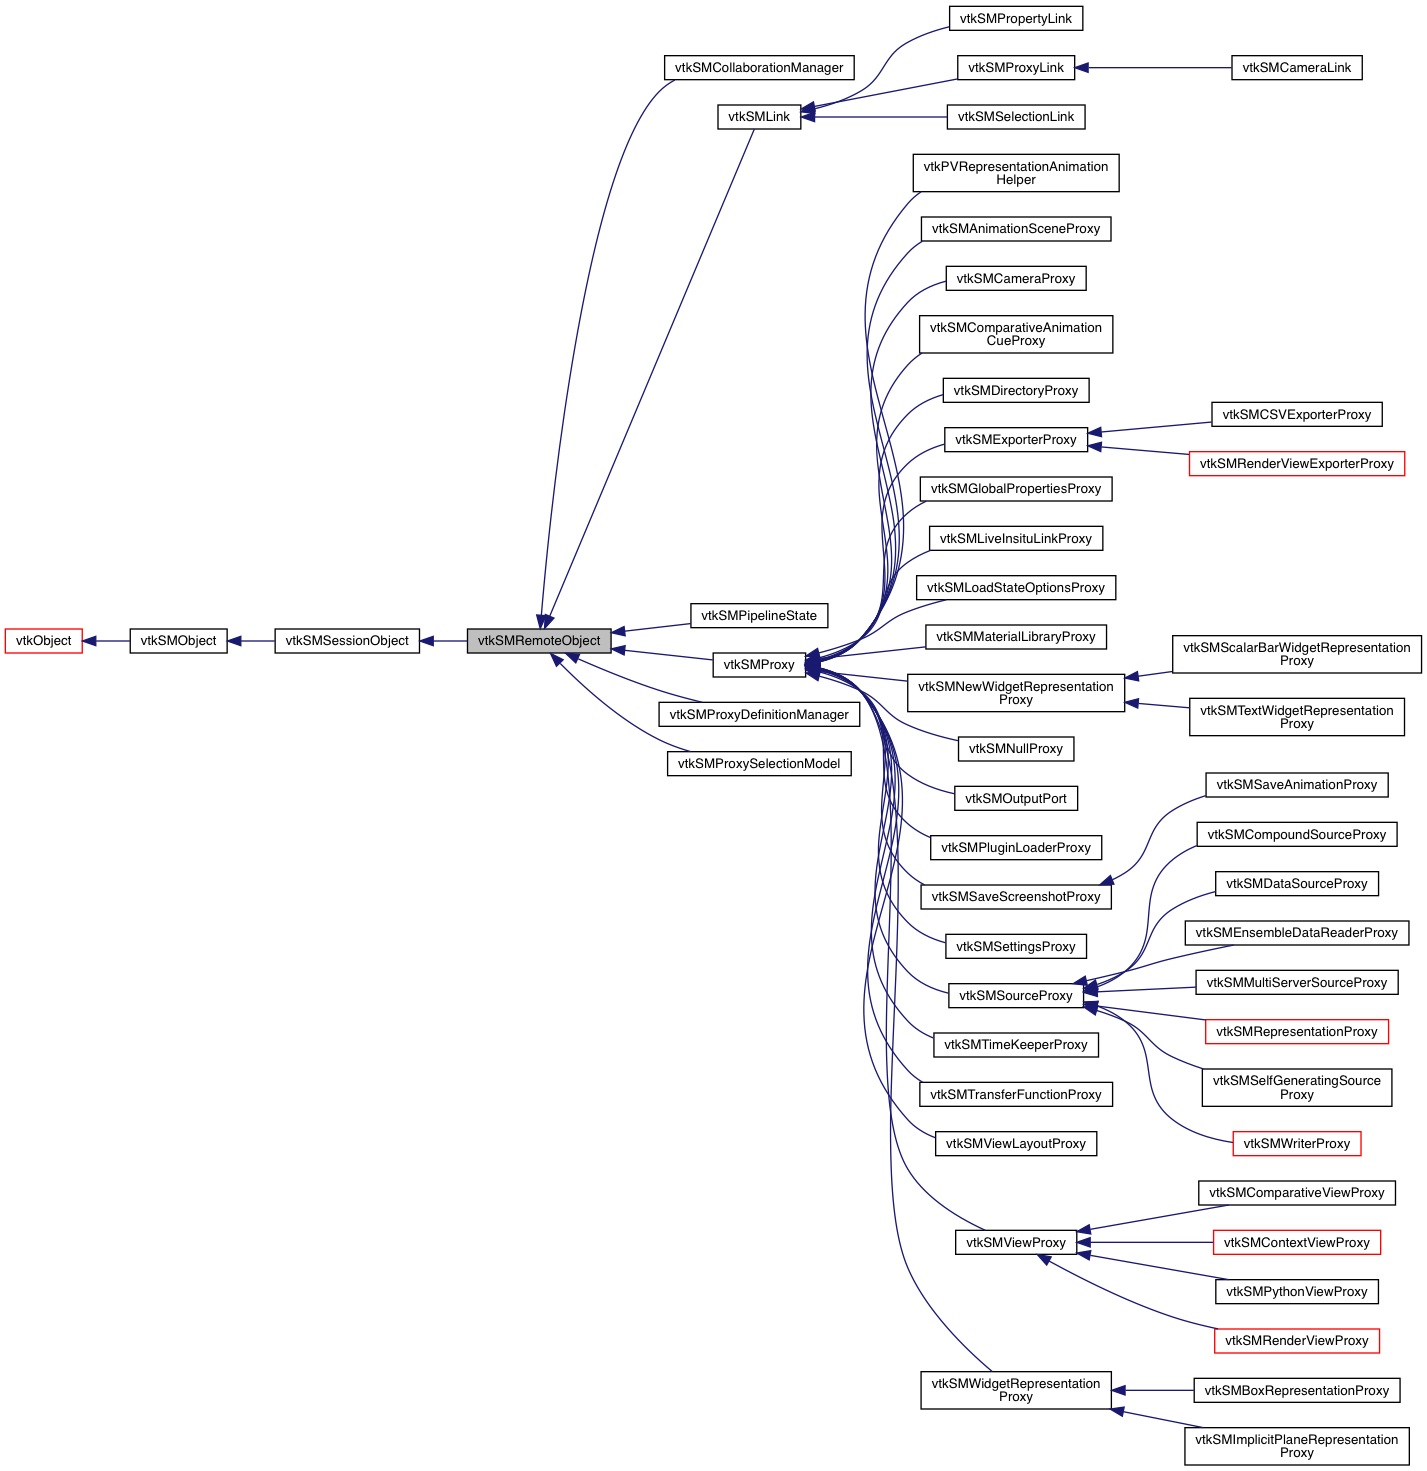 vtkSMPropertyLink
vtkSMCollaborationManager
vtkSMProxyLink
vtkSMCameraLink
vtkSMLink
vtkSMSelectionLink
vtkPVRepresentationAnimation
Helper
vtkSMAnimationSceneProxy
vtkSMCameraProxy
vtkSMComparativeAnimation
CueProxy
vtkSMDirectoryProxy
vtkSMCSVExporterProxy
vtkSMExporterProxy
vtkSMRenderViewExporterProxy
vtkSMGlobalPropertiesProxy
vtkSMLiveInsituLinkProxy
vtkSMLoadStateOptionsProxy
vtkSMPipelineState
vtkObject
vtkSMObject
vtkSMSessionObject
vtkSMRemoteObject
vtkSMMaterialLibraryProxy
vtkSMScalarBarWidgetRepresentation
Proxy
vtkSMProxy
vtkSMNewWidgetRepresentation
Proxy
vtkSMTextWidgetRepresentation
Proxy
vtkSMProxyDefinitionManager
vtkSMNullProxy
vtkSMProxySelectionModel
vtkSMSaveAnimationProxy
vtkSMOutputPort
vtkSMCompoundSourceProxy
vtkSMPluginLoaderProxy
vtkSMDataSourceProxy
vtkSMSaveScreenshotProxy
vtkSMEnsembleDataReaderProxy
vtkSMSettingsProxy
vtkSMMultiServerSourceProxy
vtkSMSourceProxy
vtkSMRepresentationProxy
vtkSMTimeKeeperProxy
vtkSMSelfGeneratingSource
Proxy
vtkSMTransferFunctionProxy
vtkSMViewLayoutProxy
vtkSMWriterProxy
vtkSMComparativeViewProxy
vtkSMViewProxy
vtkSMContextViewProxy
vtkSMPythonViewProxy
vtkSMRenderViewProxy
vtkSMWidgetRepresentation
Proxy
vtkSMBoxRepresentationProxy
vtkSMImplicitPlaneRepresentation
Proxy